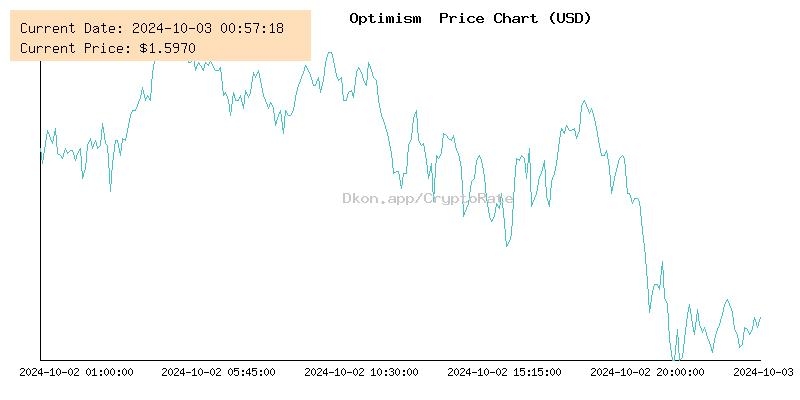 Optimism  Price Chart (USD)
Current Date: 2024-10-03 00:57:18
Current Price: $1.5970
Dkon.app/CryptoRate
2024-10-02 01:00:00 2024-10-02 05:45:00 2024-10-02 10:30:00 2024-10-02 15:15:00 2024-10-02 20:00:00 2024-10-03